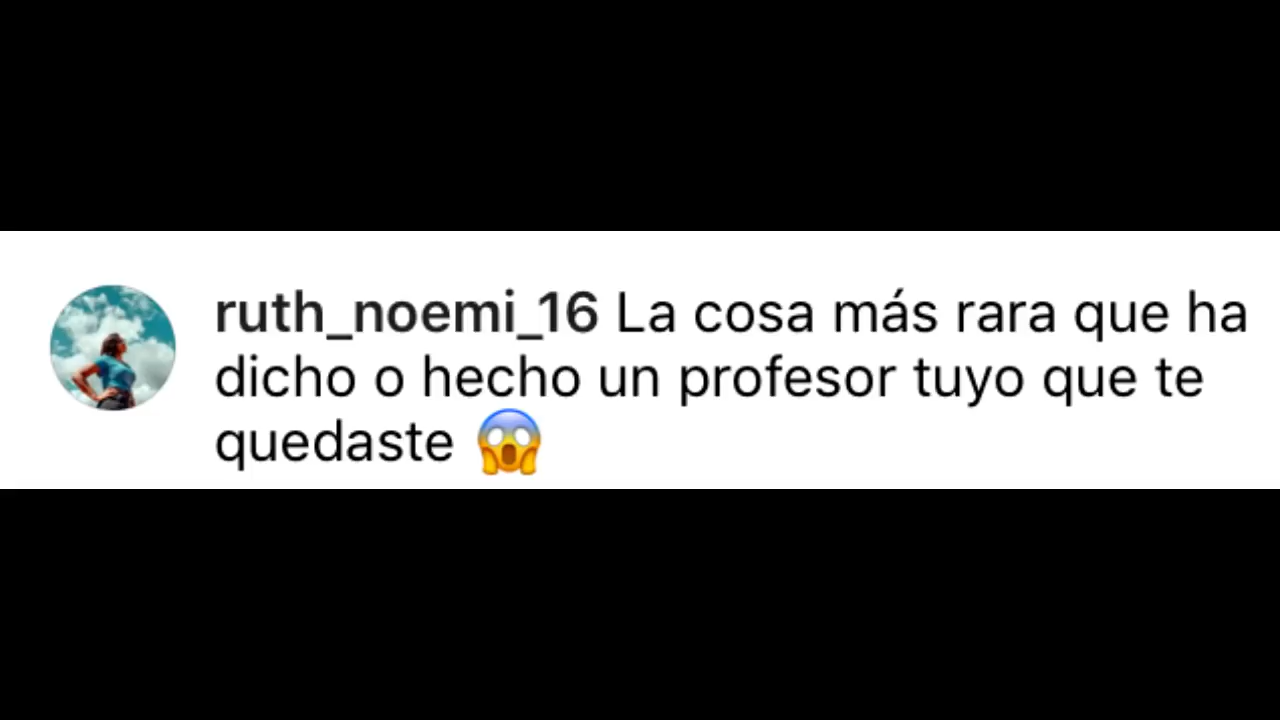 ruth_noemi_16 La cosa más rara que ha
dicho o hecho un profesor tuyo que te
quedaste 😱